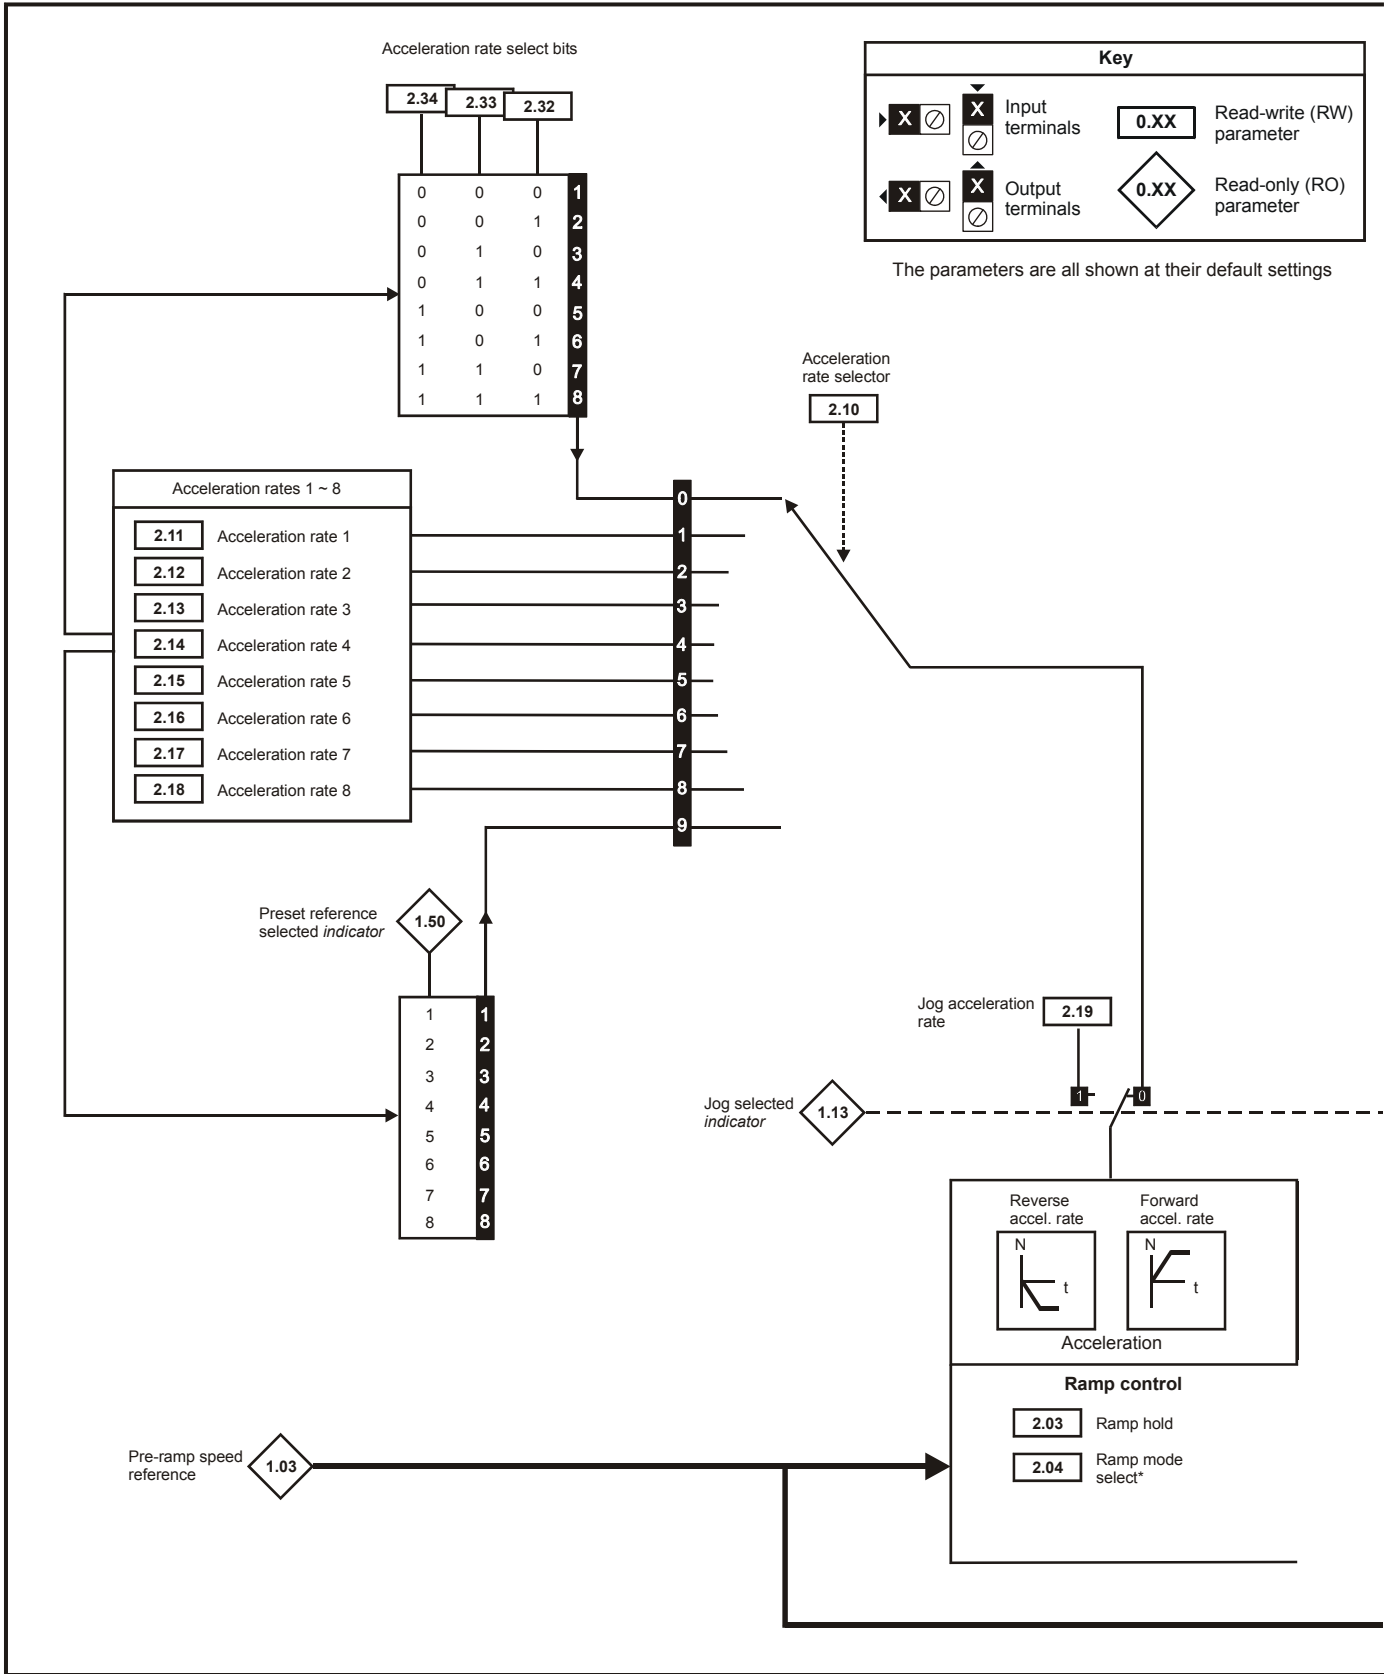 Acceleration rate select bits
2.34 2.33 2.32
0 0 0 1
0 0 1 2
0 1 0 3
0 1 1 4
1 0 0 5
1 0 1 6
1 1 0 7
1 1 1 8
Key
X
X
Input
terminals
0.XX
Read-write (RW)
parameter
X
X
Output
terminals
0.XX
Read-only (RO)
parameter
The parameters are all shown at their default settings
Acceleration
rate selector
2.10
Acceleration rates 1 ~ 8
2.11 Acceleration rate 1
2.12 Acceleration rate 2
2.13 Acceleration rate 3
2.14 Acceleration rate 4
2.15 Acceleration rate 5
2.16 Acceleration rate 6
2.17 Acceleration rate 7
2.18 Acceleration rate 8
0
1
2
3
4
5
6
7
8
9
Preset reference
selected indicator
1.50
1 1
2 2
3 3
4 4
5 5
6 6
7 7
8 8
Jog acceleration
rate
2.19
1 0
Jog selected
indicator
1.13
Reverse
accel. rate
N
t
Forward
accel. rate
N
t
Acceleration
Ramp control
2.03 Ramp hold
2.04 Ramp mode
select*
Pre-ramp speed
reference
1.03